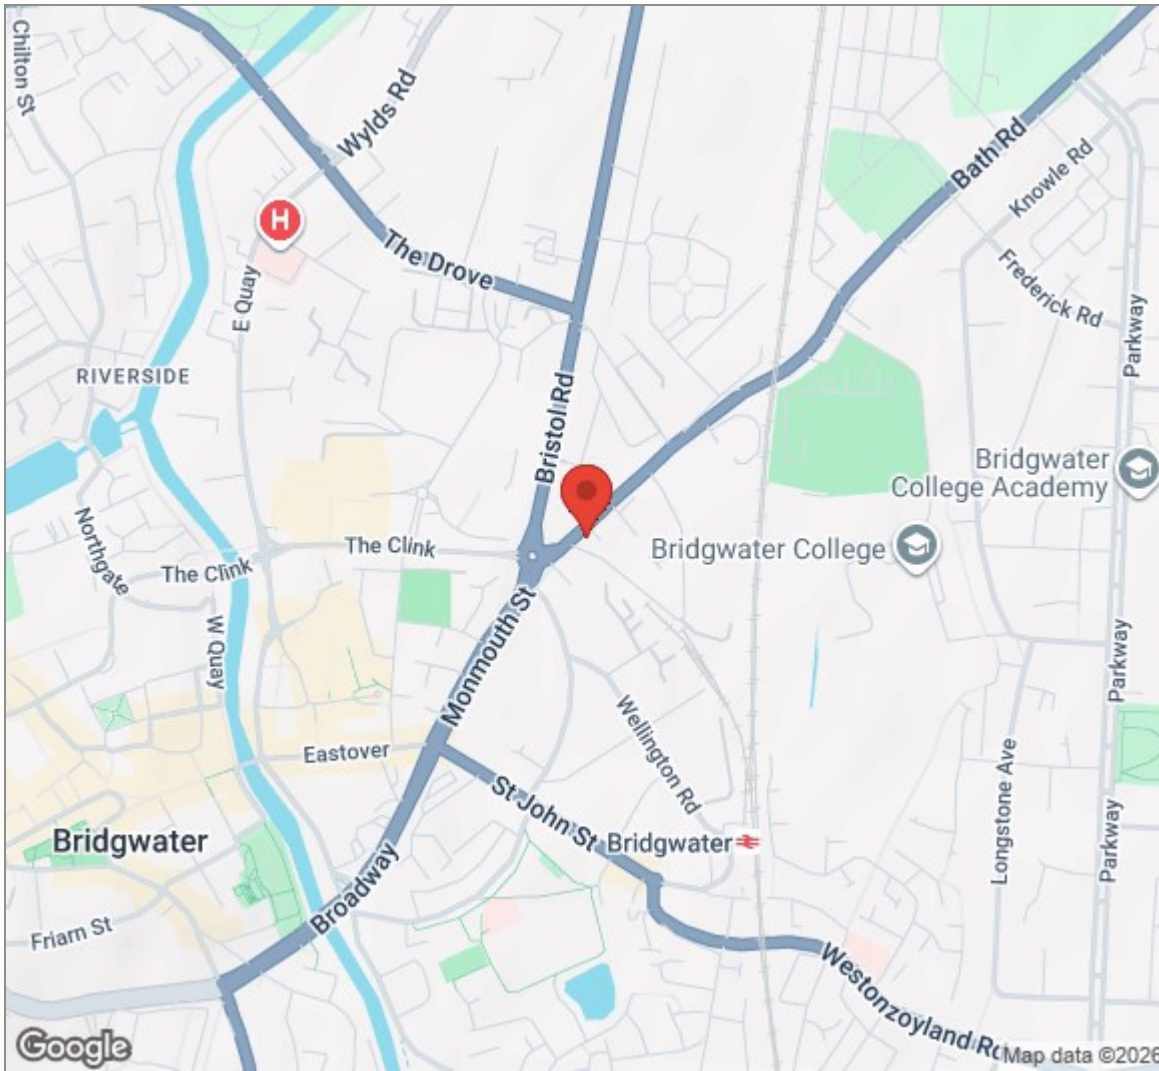 Chilton St
Wylds Rd
Bath Rd
Knowle Rd
H
The Drove
E Quay
Frederick Rd
Parkway
RIVERSIDE
Bristol Rd
Bridgwater
College Academy
Northgate
The Clink
The Clink
Bridgwater College
W Quay
Monmouth St
Parkway
Eastover
Wellington Rd
St John St
Longstone Ave
Bridgwater
Bridgwater
Parkway
Broadway
Friarn St
Westonzoyland Rd
Google
Map data ©2026